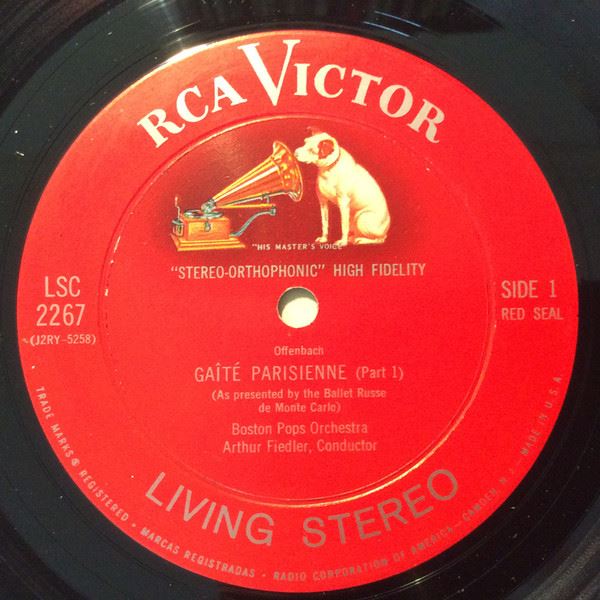 RCA VICTOR
"HIS MASTER'S VOICE"
"STEREO-ORTHOPHONIC" HIGH FIDELITY
LSC
2267
(J2RY-5258)
SIDE 1
RED SEAL
Offenbach
GAÎTÉ PARISIENNE (Part 1)
(As presented by the Ballet Russe
de Monte Carlo)
Boston Pops Orchestra
Arthur Fiedler, Conductor
LIVING STEREO
TRADE MARKS ® REGISTERED - MARCAS REGISTRADAS - RADIO CORPORATION OF AMERICA - CAMDEN, N. J. - MADE IN U.S.A.